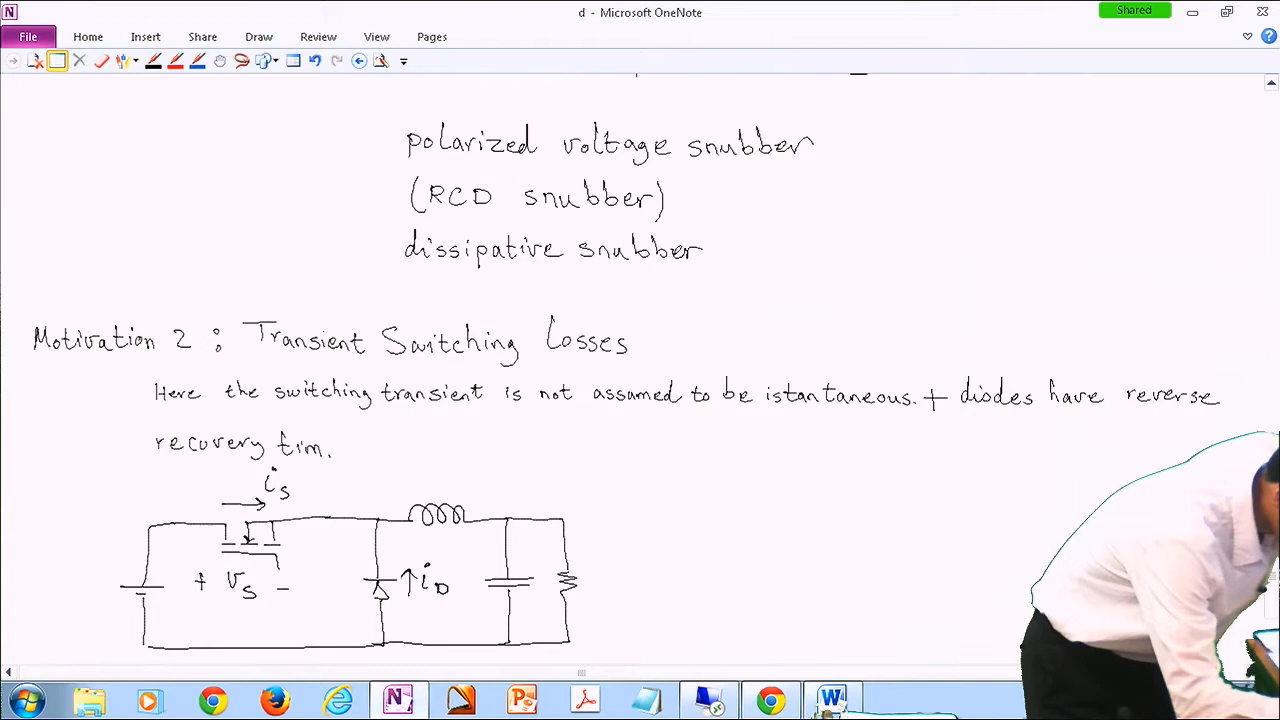 d - Microsoft OneNote
Shared
File Home Insert Share Draw Review View Pages
polarized voltage snubber
(RCD snubber)
dissipative snubber
Motivation 2 : Transient Switching Losses
Here the switching transient is not assumed to be istantaneous. + diodes have reverse
recovery tim.
is
+ Vs -
iD